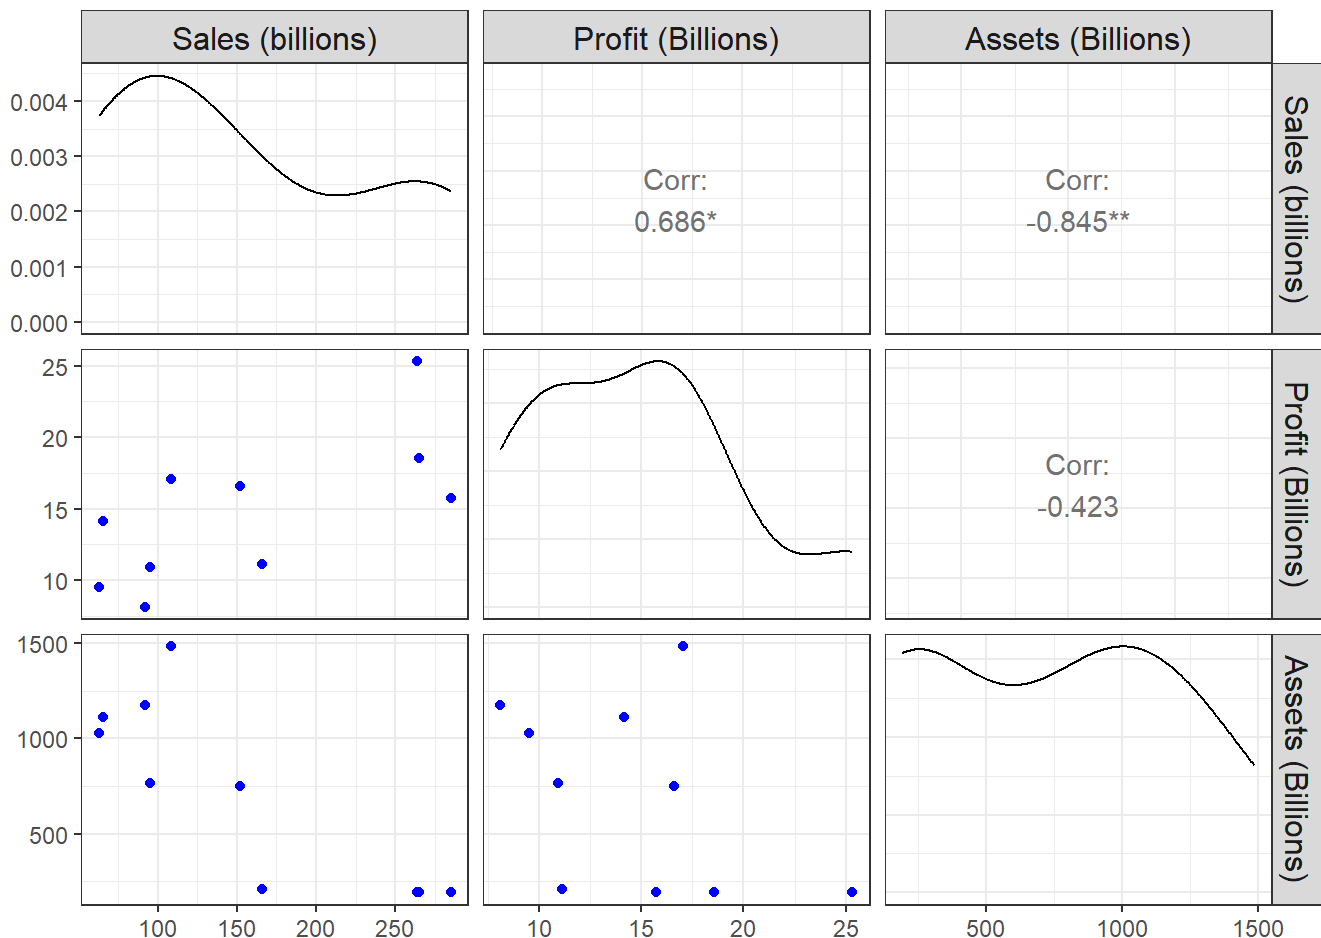 Sales (billions)
Profit (Billions)
Assets (Billions)
0.004
0.003
0.002
0.001
0.000
Corr:
0.686*
Corr:
-0.845**
Sales (billions)
25
20
15
10
Corr:
-0.423
Profit (Billions)
1500
1000
500
Assets (Billions)
100 150 200 250
10 15 20 25
500 1000 1500